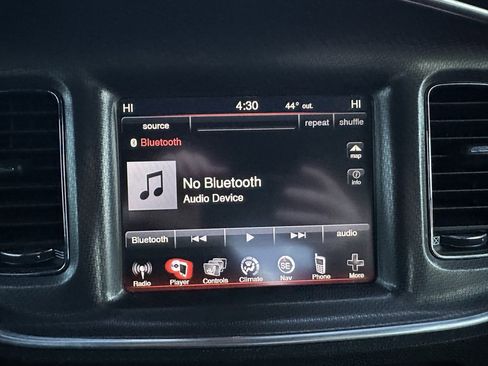 HI 4:30 44° out. HI
source repeat shuffle
Bluetooth
map
No Bluetooth
info
Audio Device
Bluetooth audio
SE
Radio Player Controls Climate Nav Phone More